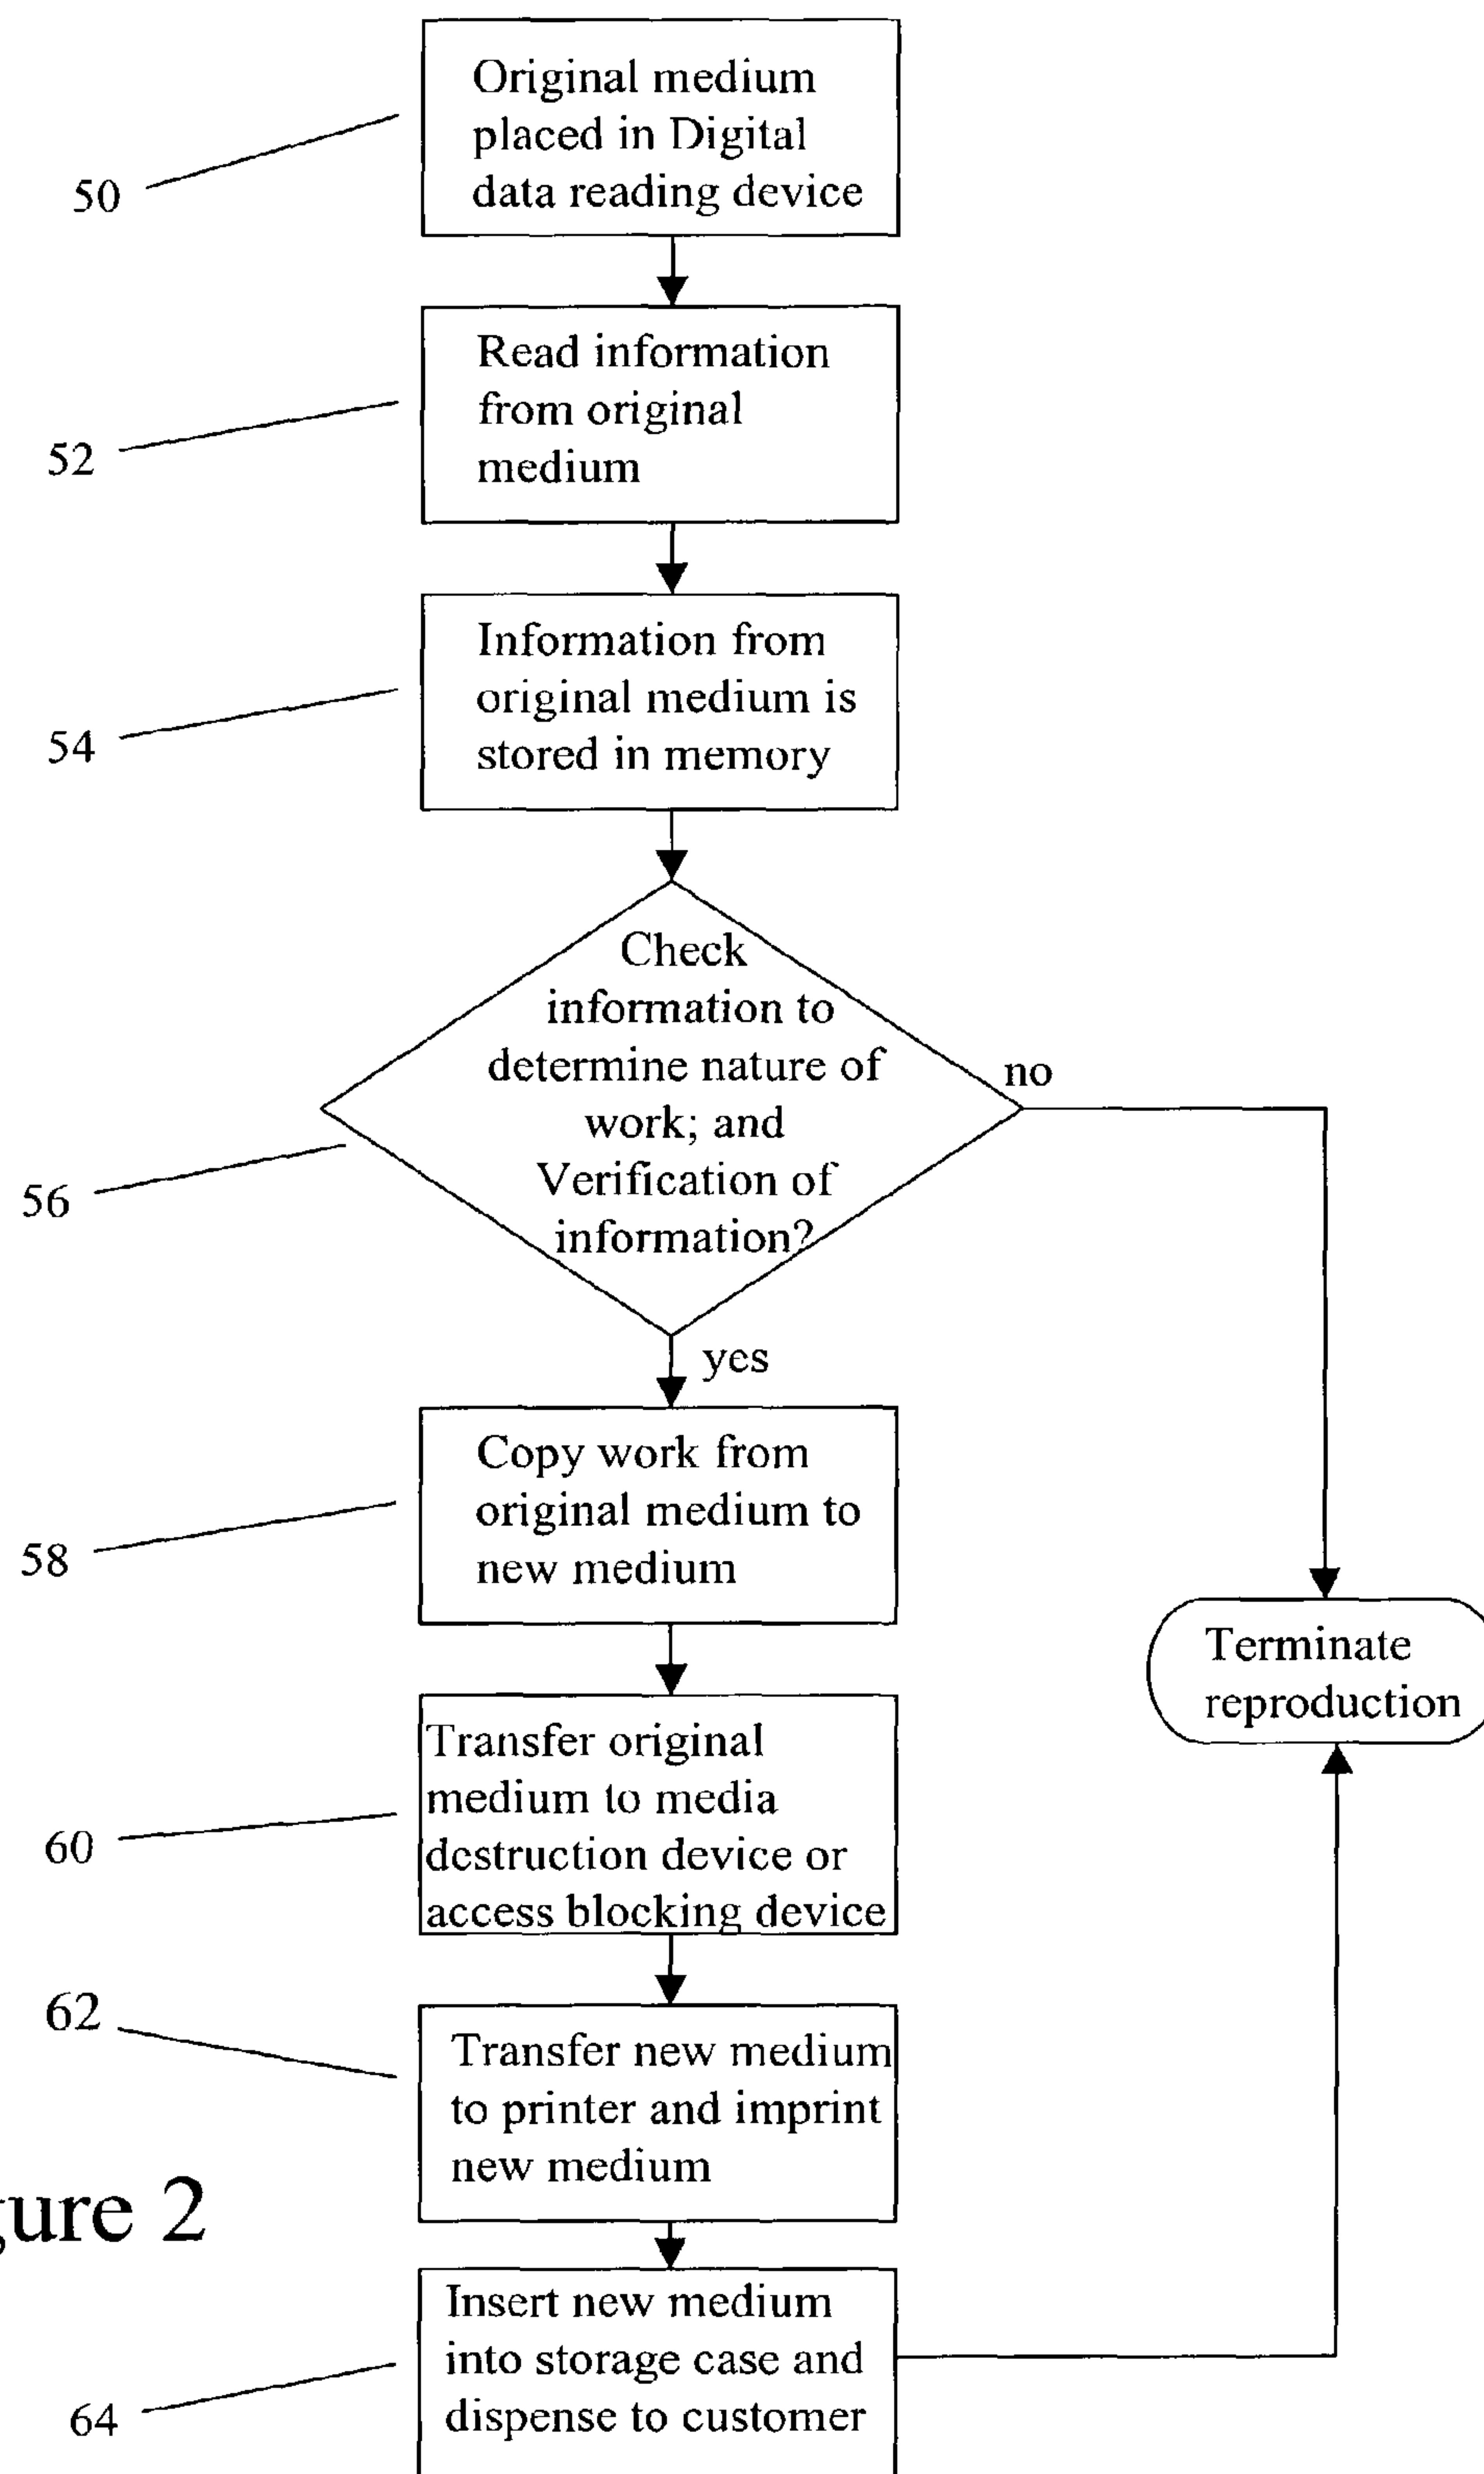 Original medium
placed in Digital
data reading device
50
Read information
from original
medium
52
Information from
original medium is
stored in memory
54
Check
information to
determine nature of
work; and
Verification of
information?
no
56
yes
Copy work from
original medium to
new medium
58
Terminate
reproduction
Transfer original
medium to media
destruction device or
access blocking device
60
62
Transfer new medium
to printer and imprint
new medium
gure 2
Insert new medium
into storage case and
dispense to customer
64